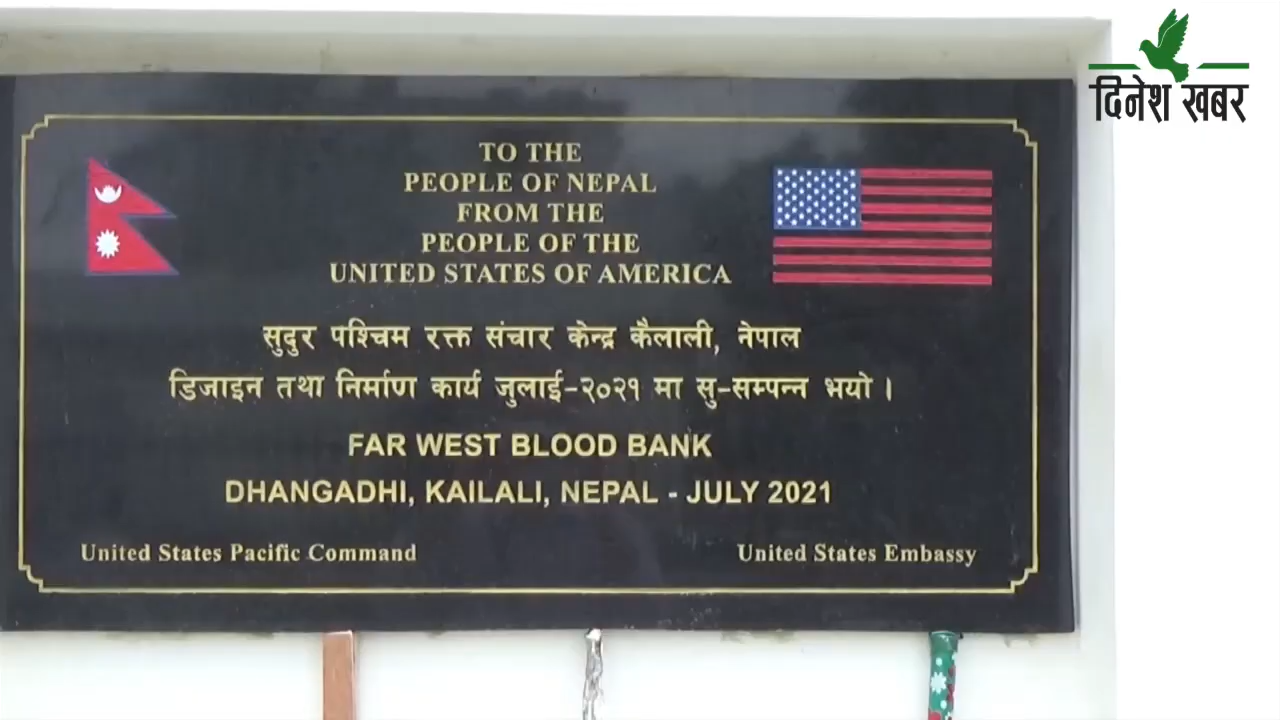 दिनेश खबर
TO THE
PEOPLE OF NEPAL
FROM THE
PEOPLE OF THE
UNITED STATES OF AMERICA
सुदुर पश्चिम रक्त संचार केन्द्र कैलाली, नेपाल
डिजाइन तथा निर्माण कार्य जुलाई-२०२१ मा सु-सम्पन्न भयो ।
FAR WEST BLOOD BANK
DHANGADHI, KAILALI, NEPAL - JULY 2021
United States Pacific Command
United States Embassy